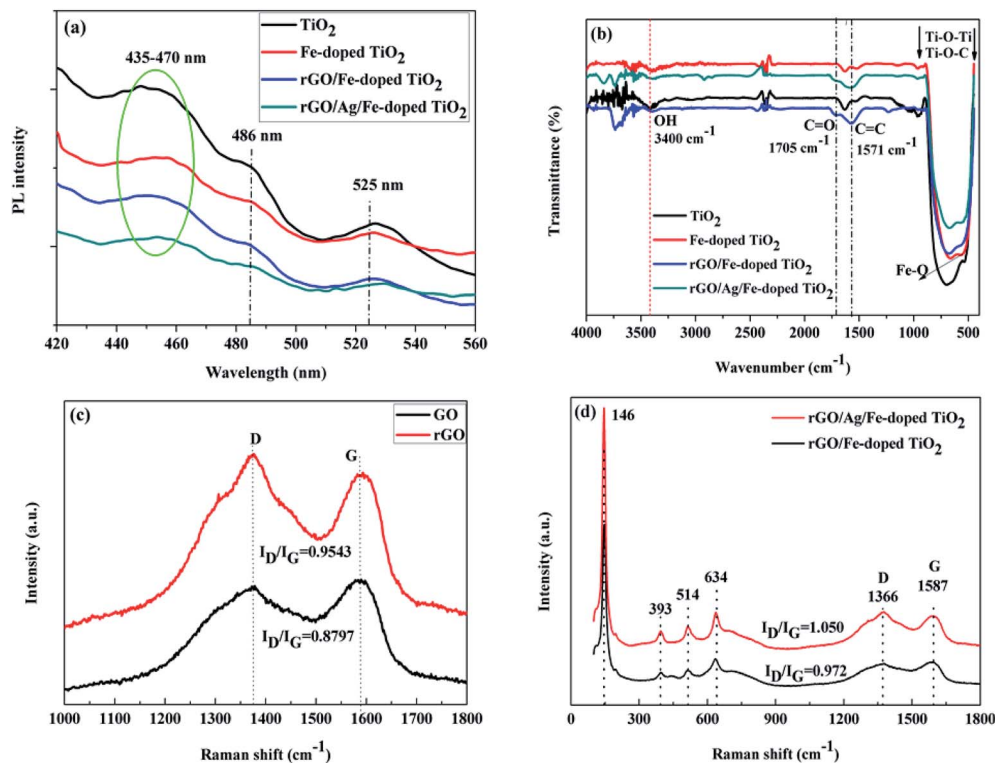 (a)
TiO2
Fe-doped TiO2
rGO/Fe-doped TiO2
rGO/Ag/Fe-doped TiO2
435-470 nm
486 nm
525 nm
PL intensity
420 440 460 480 500 520 540 560
Wavelength (nm)
(b)
Ti-O-Ti
Ti-O-C
OH
3400 cm-1
C=O
1705 cm-1
C=C
1571 cm-1
TiO2
Fe-doped TiO2
rGO/Fe-doped TiO2
rGO/Ag/Fe-doped TiO2
Fe-O
Transmittance (%)
4000 3500 3000 2500 2000 1500 1000 500
Wavenumber (cm-1)
(c)
GO
rGO
D
G
ID/IG=0.9543
ID/IG=0.8797
Intensity (a.u.)
1000 1100 1200 1300 1400 1500 1600 1700 1800
Raman shift (cm-1)
(d)
146
rGO/Ag/Fe-doped TiO2
rGO/Fe-doped TiO2
393
514
634
D
1366
G
1587
ID/IG=1.050
ID/IG=0.972
Intensity (a.u.)
0 300 600 900 1200 1500 1800
Raman shift (cm-1)